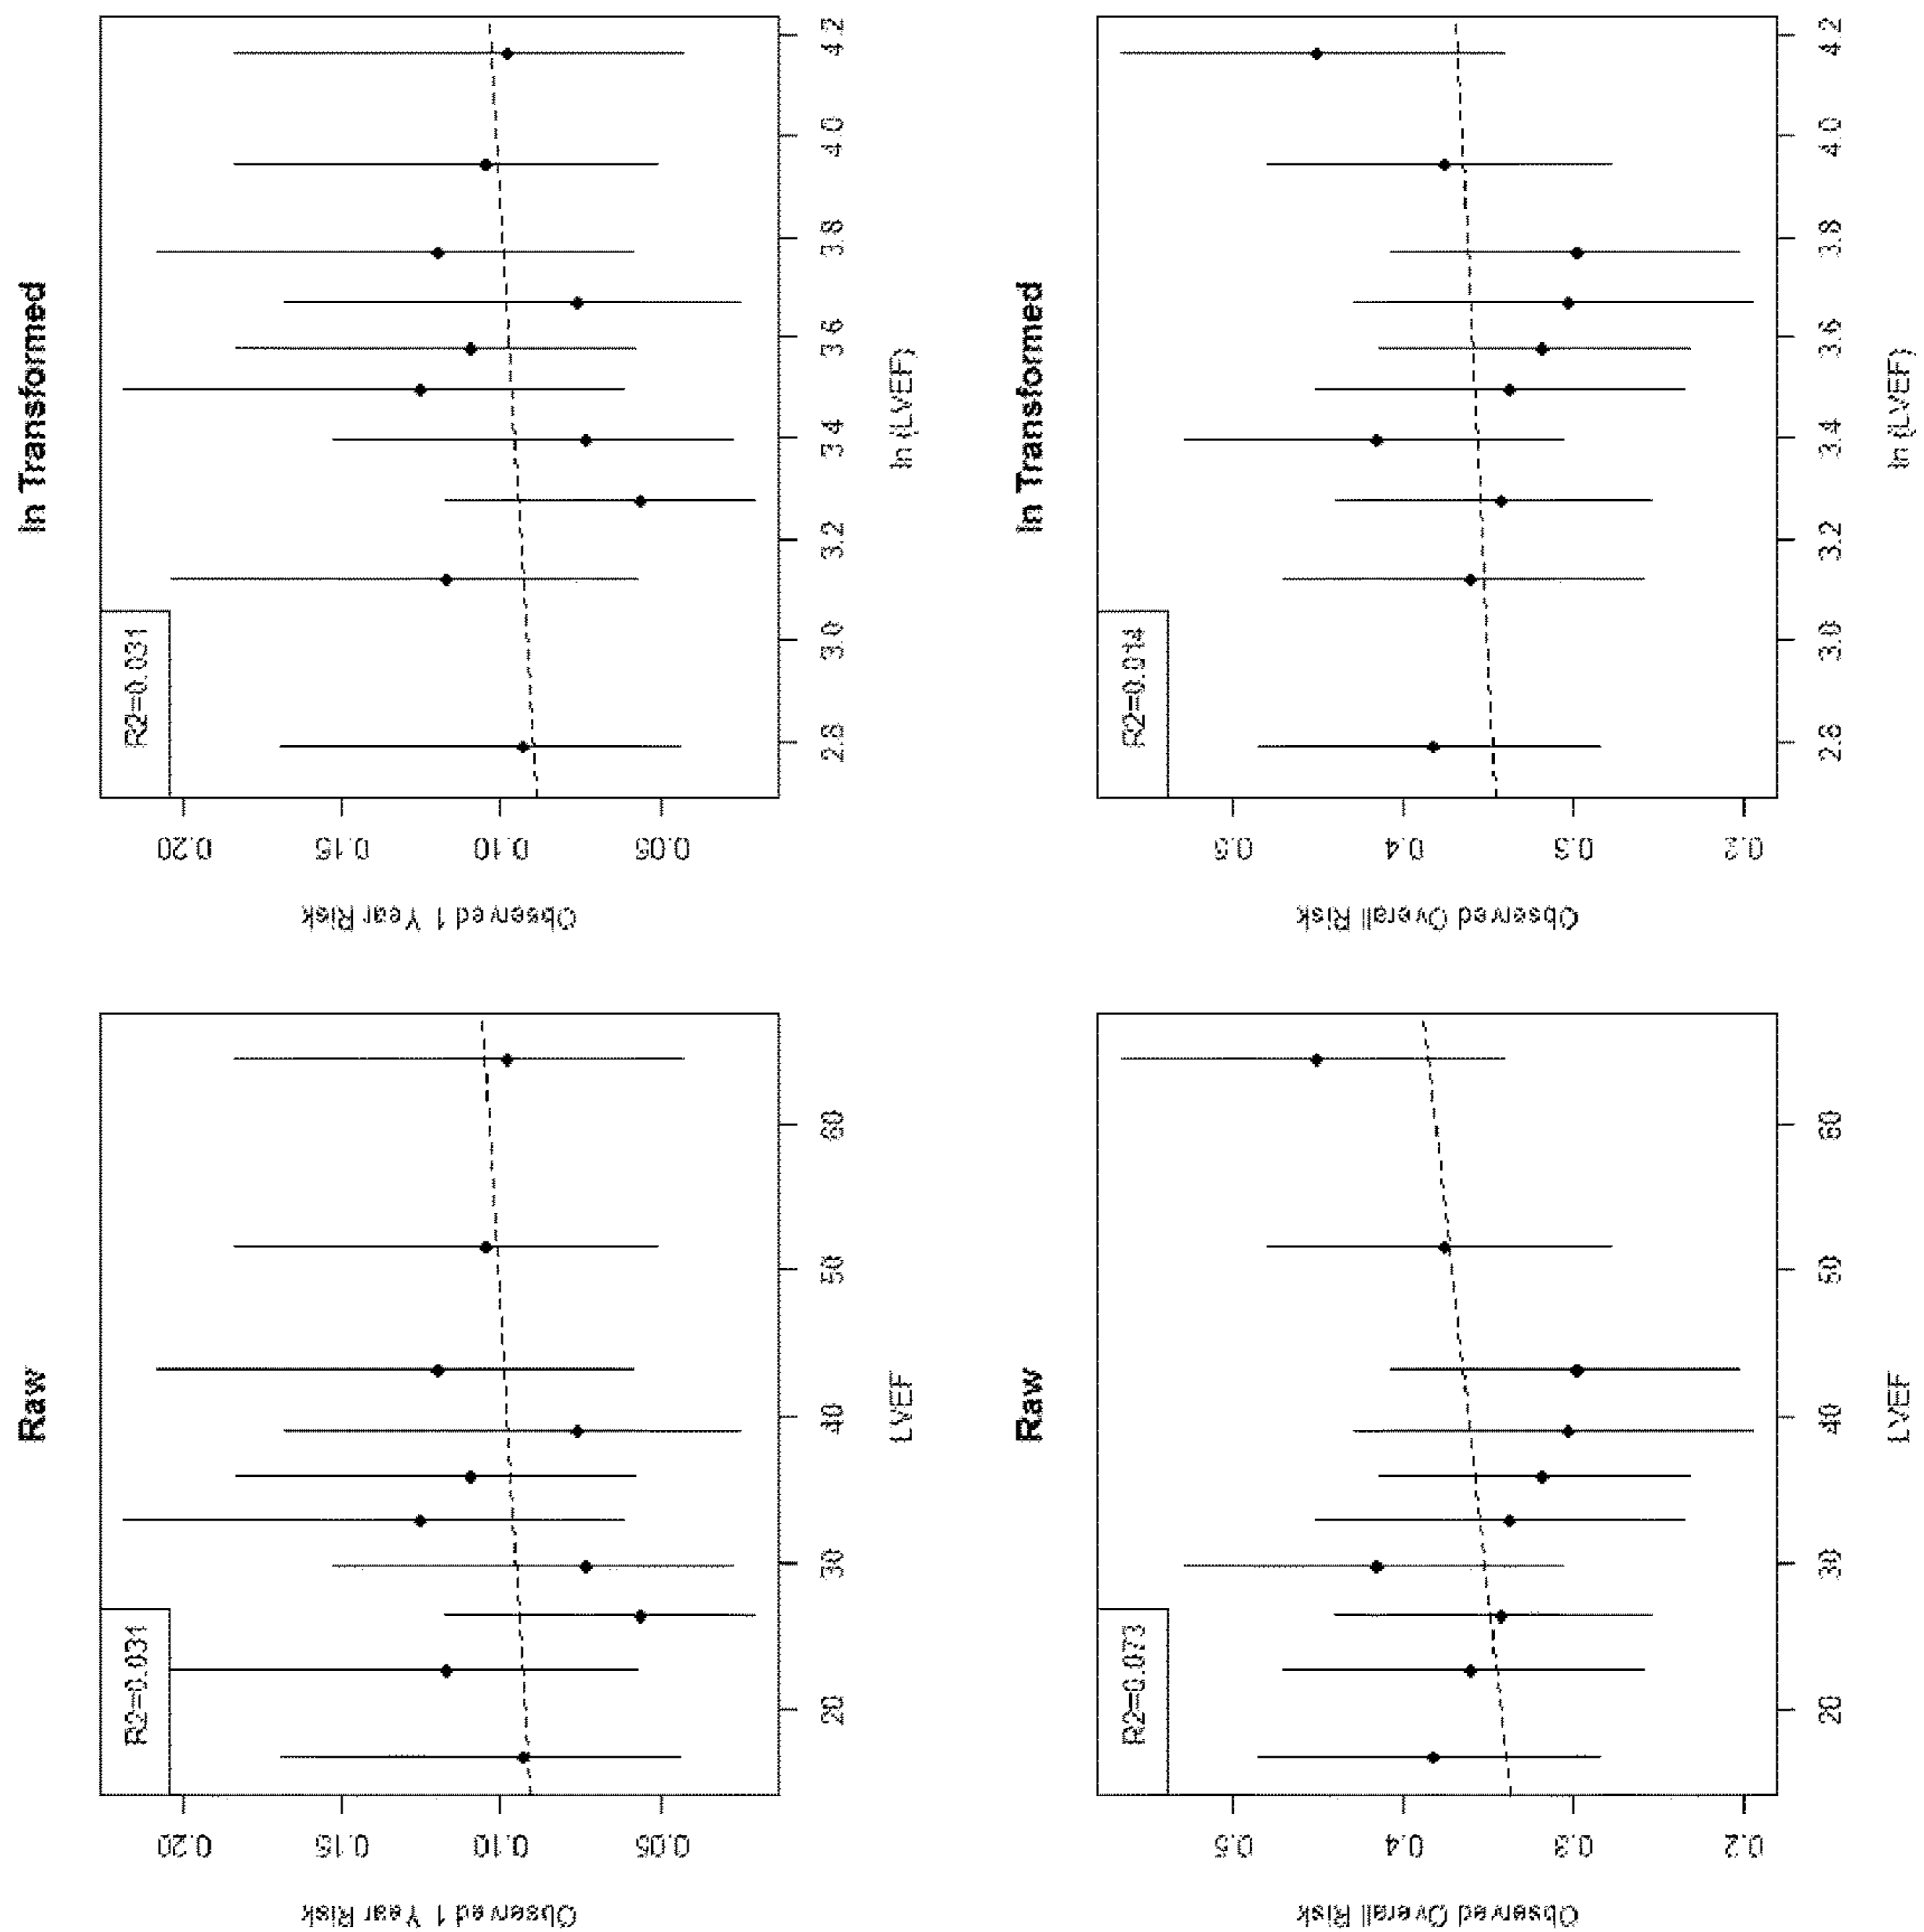 Raw
R2=0.031
Observed 1 Year Risk
0.20
0.15
0.10
0.05
20 30 40 50 60
LVEF
ln Transformed
R2=0.031
Observed 1 Year Risk
0.20
0.15
0.10
0.05
2.8 3.0 3.2 3.4 3.6 3.8 4.0 4.2
ln (LVEF)
Raw
R2=0.073
Observed Overall Risk
0.5
0.4
0.3
0.2
20 30 40 50 60
LVEF
ln Transformed
R2=0.014
Observed Overall Risk
0.5
0.4
0.3
0.2
2.8 3.0 3.2 3.4 3.6 3.8 4.0 4.2
ln (LVEF)